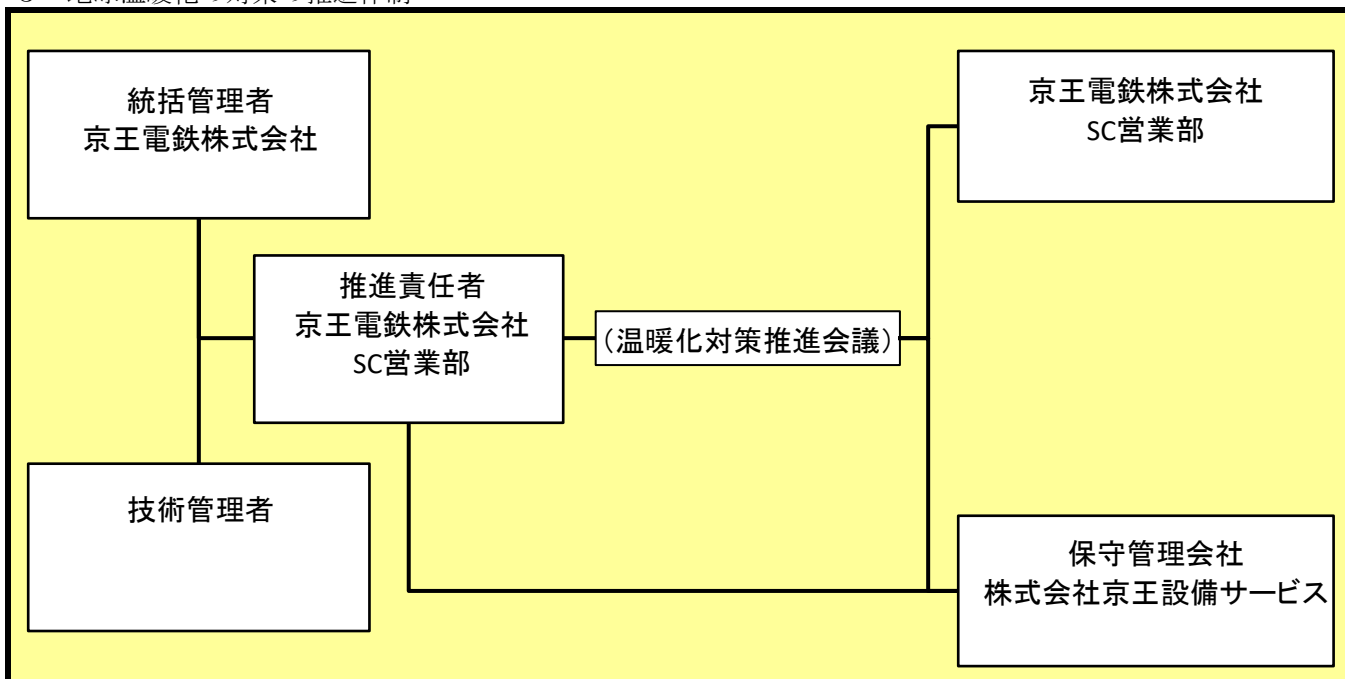 統括管理者
京王電鉄株式会社
京王電鉄株式会社
SC営業部
推進責任者
京王電鉄株式会社
SC営業部
（温暖化対策推進会議）
技術管理者
保守管理会社
株式会社京王設備サービス